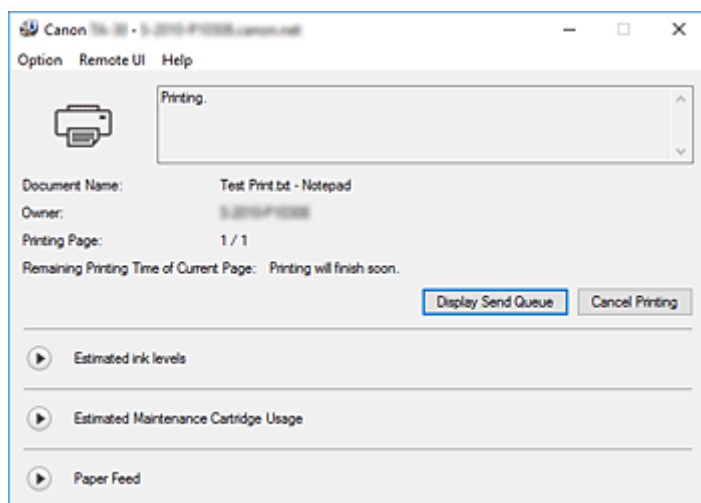 Canon
Option Remote UI Help
Printing.
Document Name: Test Print.txt - Notepad
Owner:
Printing Page: 1 / 1
Remaining Printing Time of Current Page: Printing will finish soon.
Display Send Queue Cancel Printing
Estimated ink levels
Estimated Maintenance Cartridge Usage
Paper Feed